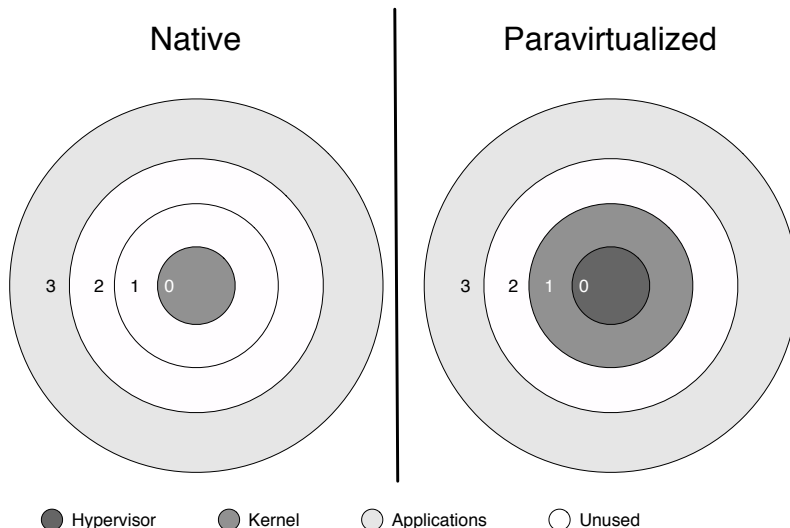 Native
Paravirtualized
3 2 1 0
3 2 1 0
Hypervisor Kernel Applications Unused